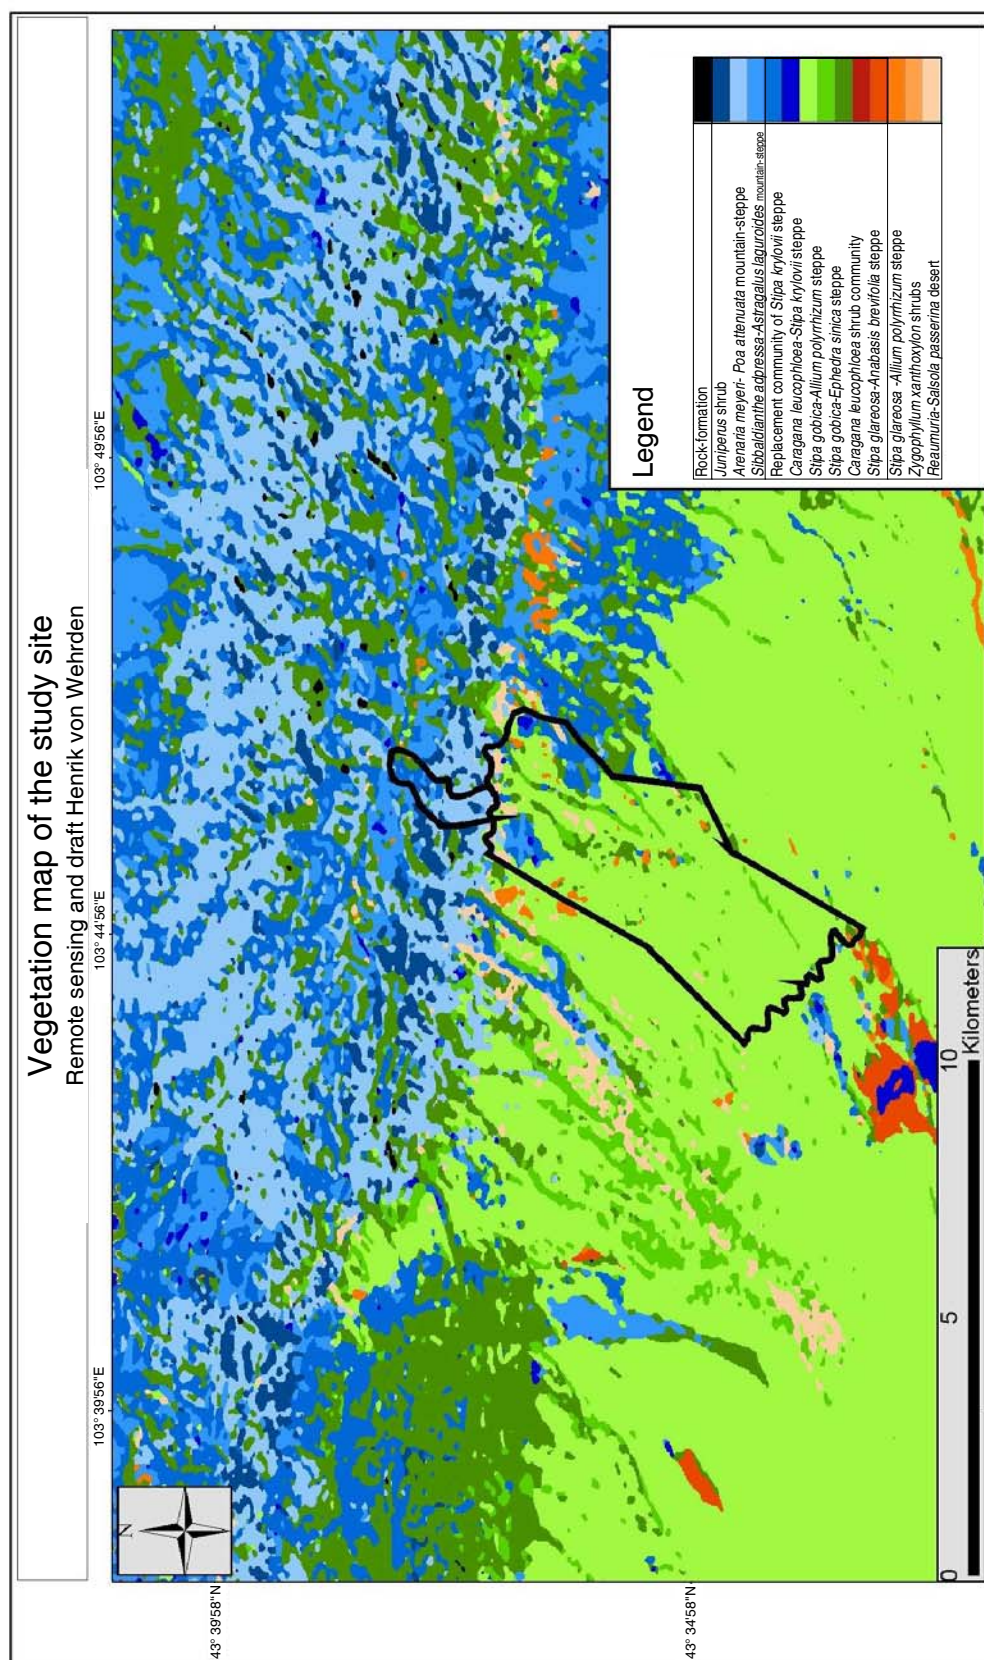 Vegetation map of the study site
Remote sensing and draft Henrik von Wehrden
103° 39'56"E
103° 44'56"E
103° 49'56"E
N
43° 39'58"N
43° 34'58"N
Legend
Rock-formation
Juniperus shrub
Arenaria meyeri- Poa attenuata mountain-steppe
Sibbaldianthe adpressa-Astragalus laguroides mountain-steppe
Replacement community of Stipa krylovii steppe
Caragana leucophloea-Stipa krylovii steppe
Stipa gobica-Allium polyrrhizum steppe
Stipa gobica-Ephedra sinica steppe
Caragana leucophloea shrub community
Stipa glareosa-Anabasis brevifolia steppe
Stipa glareosa -Allium polyrrhizum steppe
Zygophyllum xanthoxylon shrubs
Reaumuria-Salsola passerina desert
0 5 10
Kilometers